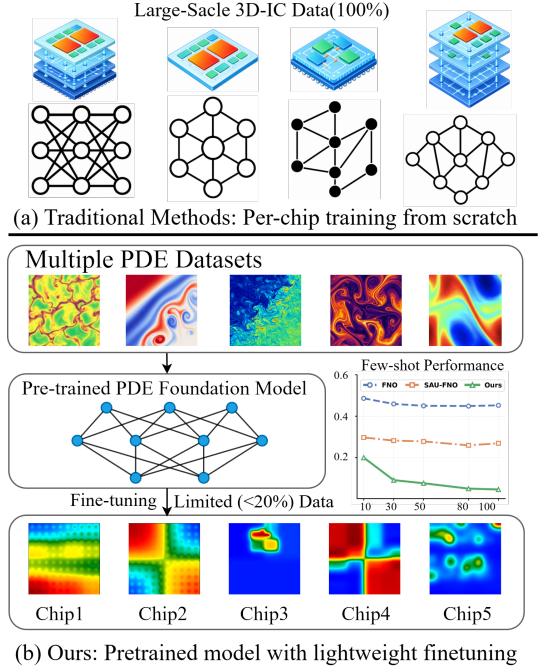 Large-Sacle 3D-IC Data(100%)
(a) Traditional Methods: Per-chip training from scratch
Multiple PDE Datasets
Pre-trained PDE Foundation Model
Few-shot Performance
FNO SAU-FNO Ours
0.6
0.4
0.2
10 30 50 80 100
Fine-tuning Limited (<20%) Data
Chip1 Chip2 Chip3 Chip4 Chip5
(b) Ours: Pretrained model with lightweight finetuning